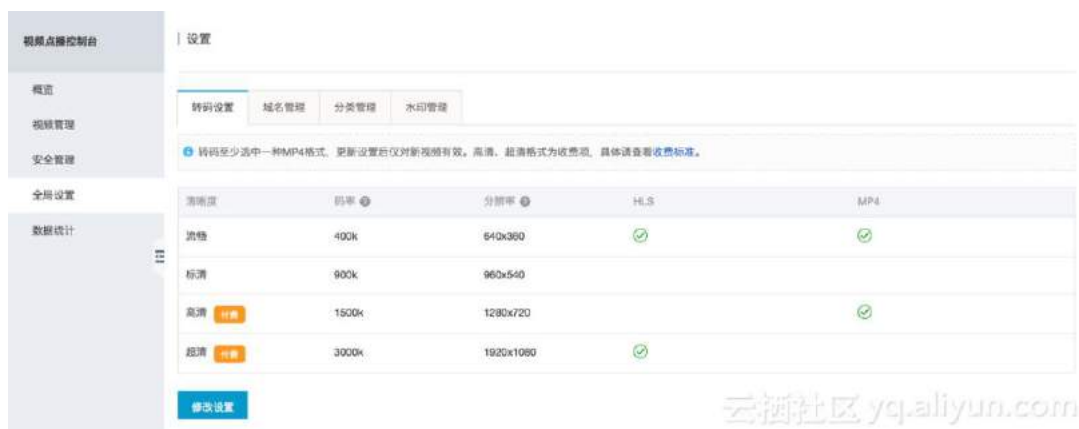 视频点播控制台
设置
概览
视频管理
安全管理
全局设置
数据统计
转码设置 域名管理 分类管理 水印管理
转码至少选中一种MP4格式，更新设置后仅对新视频有效。高清、超清格式为收费项，具体请查看收费标准。
清晰度 码率 分辨率 HLS MP4
流畅 400k 640x360
标清 900k 960x540
高清 付费 1500k 1280x720
超清 付费 3000k 1920x1080
修改设置
云栖社区 yq.aliyun.com